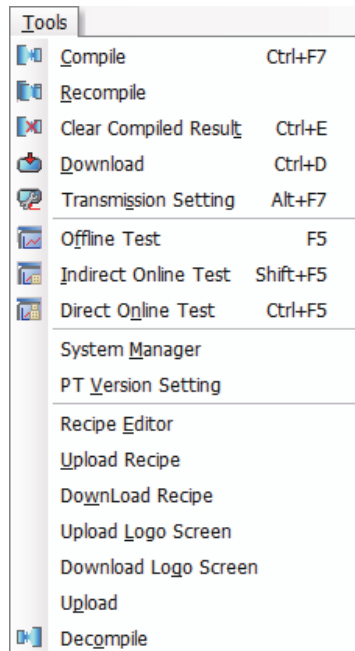 Tools
Compile Ctrl+F7
Recompile
Clear Compiled Result Ctrl+E
Download Ctrl+D
Transmission Setting Alt+F7
Offline Test F5
Indirect Online Test Shift+F5
Direct Online Test Ctrl+F5
System Manager
PT Version Setting
Recipe Editor
Upload Recipe
DownLoad Recipe
Upload Logo Screen
Download Logo Screen
Upload
Decompile